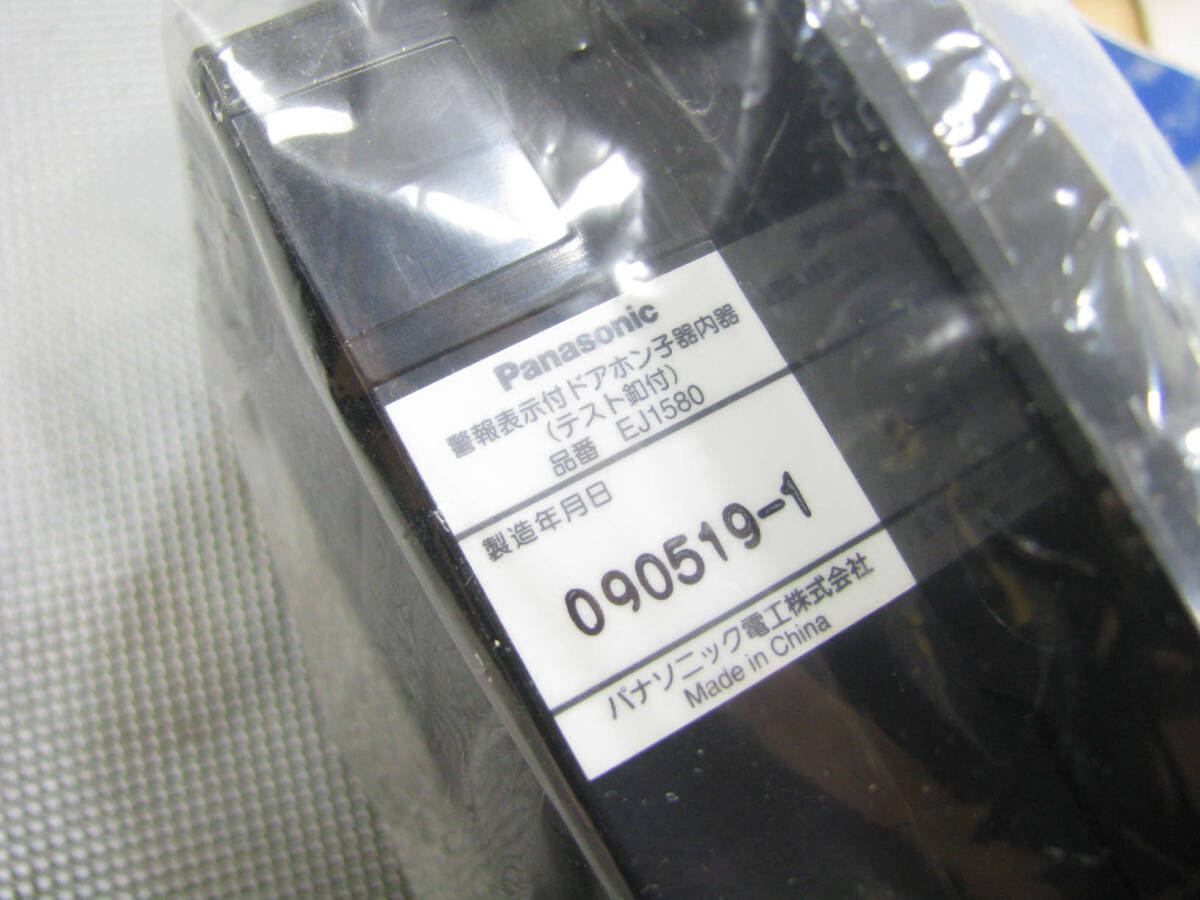 Panasonic
警報表示付ドアホン子器内器
(テスト釦付)
品番 EJ1580
製造年月日
090519-1
パナソニック電工株式会社
Made in China